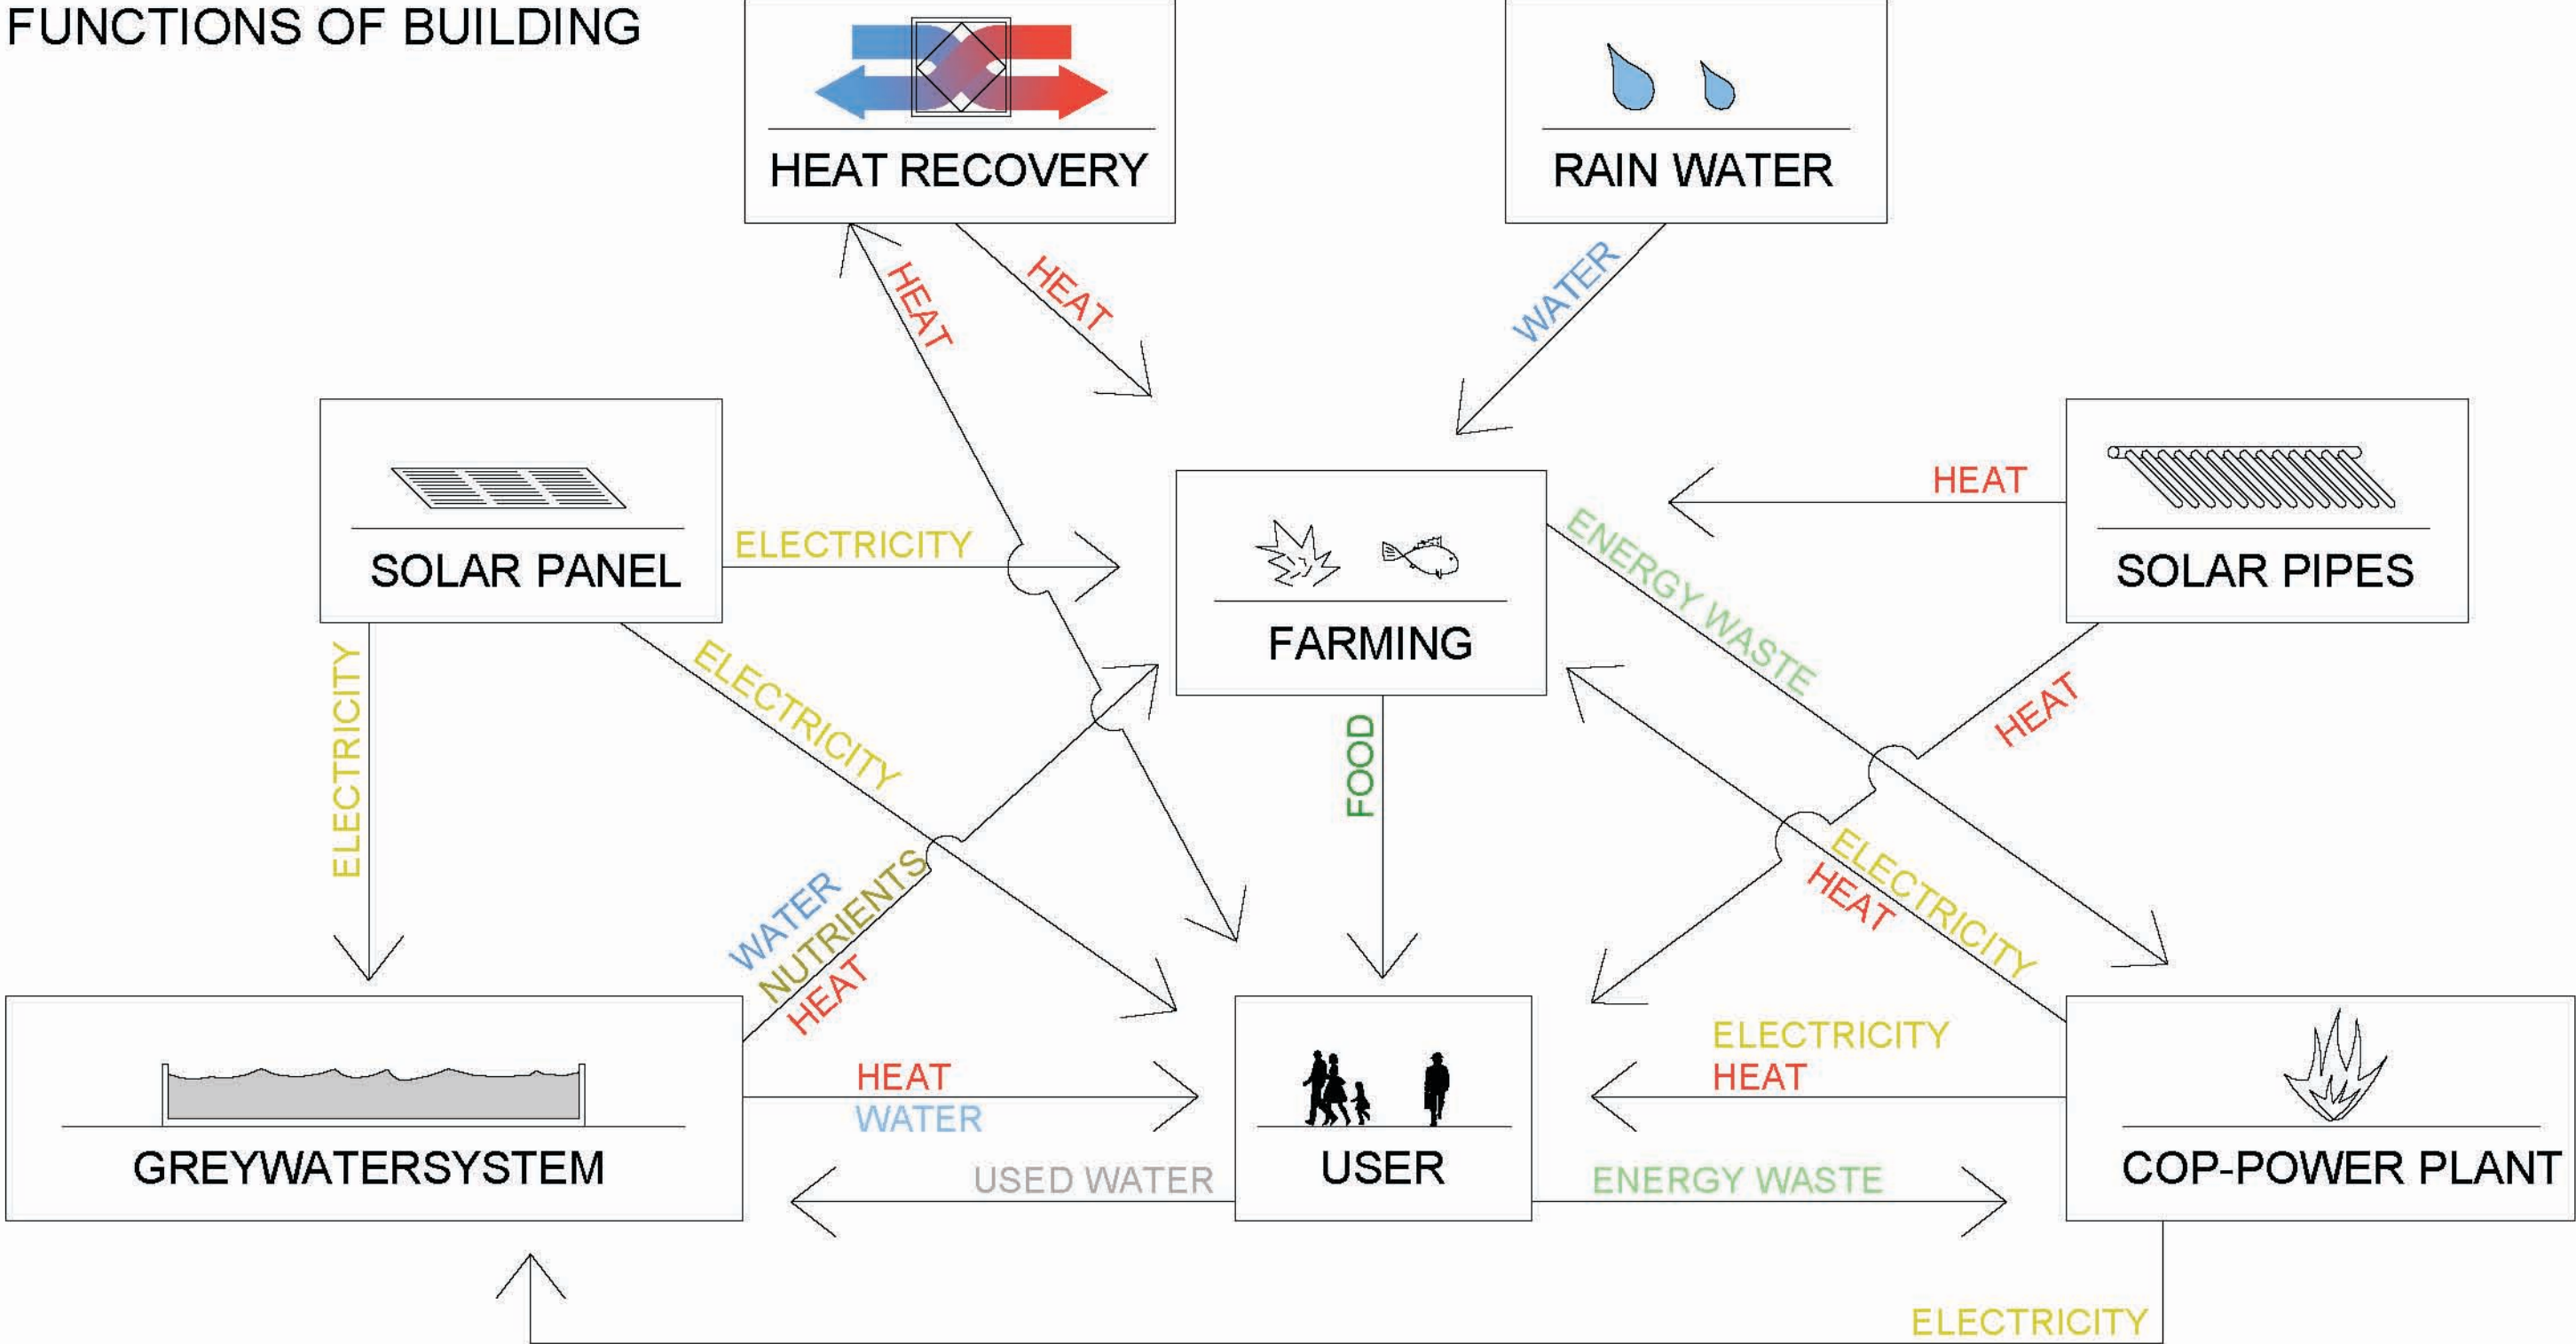 FUNCTIONS OF BUILDING
HEAT RECOVERY
RAIN WATER
HEAT
HEAT
WATER
SOLAR PANEL
ELECTRICITY
HEAT
SOLAR PIPES
FARMING
ENERGY WASTE
ELECTRICITY
ELECTRICITY
FOOD
HEAT
WATER
NUTRIENTS
HEAT
ELECTRICITY
HEAT
HEAT
WATER
ELECTRICITY
HEAT
GREYWATERSYSTEM
USED WATER
USER
ENERGY WASTE
COP-POWER PLANT
ELECTRICITY